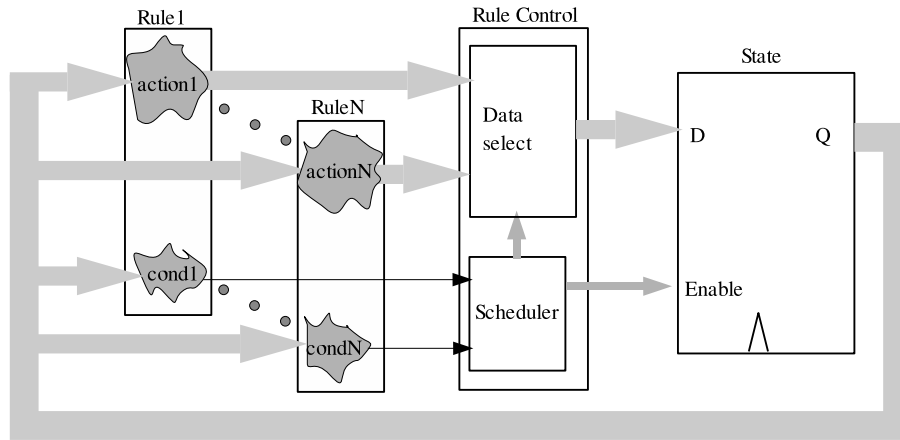 Rule1
Rule Control
State
action1
RuleN
Data
select
D
Q
actionN
cond1
Enable
Scheduler
condN